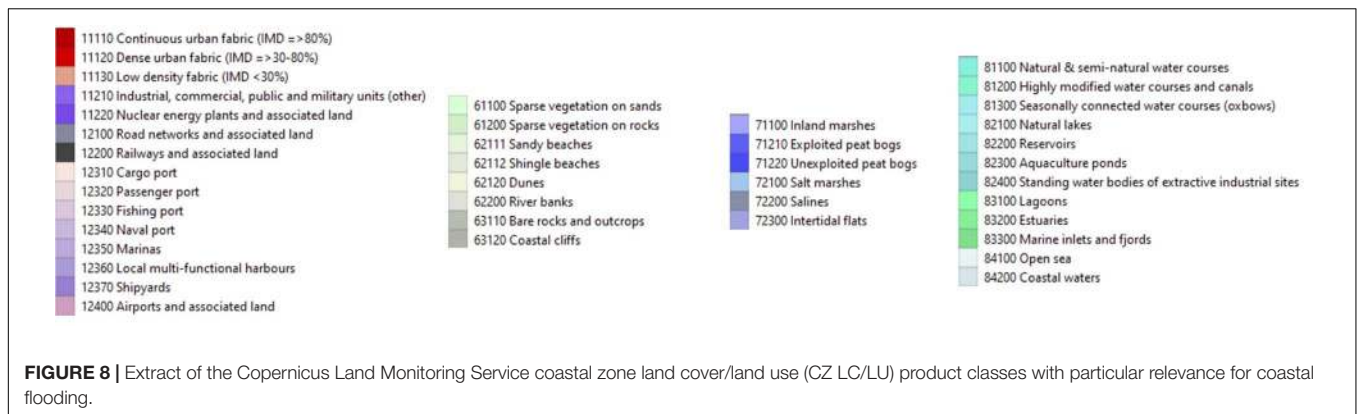 11110 Continuous urban fabric (IMD =>80%)
11120 Dense urban fabric (IMD =>30-80%)
11130 Low density fabric (IMD <30%)
11210 Industrial, commercial, public and military units (other)
11220 Nuclear energy plants and associated land
12100 Road networks and associated land
12200 Railways and associated land
12310 Cargo port
12320 Passenger port
12330 Fishing port
12340 Naval port
12350 Marinas
12360 Local multi-functional harbours
12370 Shipyards
12400 Airports and associated land
61100 Sparse vegetation on sands
61200 Sparse vegetation on rocks
62111 Sandy beaches
62112 Shingle beaches
62120 Dunes
62200 River banks
63110 Bare rocks and outcrops
63120 Coastal cliffs
71100 Inland marshes
71210 Exploited peat bogs
71220 Unexploited peat bogs
72100 Salt marshes
72200 Salines
72300 Intertidal flats
81100 Natural & semi-natural water courses
81200 Highly modified water courses and canals
81300 Seasonally connected water courses (oxbows)
82100 Natural lakes
82200 Reservoirs
82300 Aquaculture ponds
82400 Standing water bodies of extractive industrial sites
83100 Lagoons
83200 Estuaries
83300 Marine inlets and fjords
84100 Open sea
84200 Coastal waters
FIGURE 8 | Extract of the Copernicus Land Monitoring Service coastal zone land cover/land use (CZ LC/LU) product classes with particular relevance for coastal
flooding.